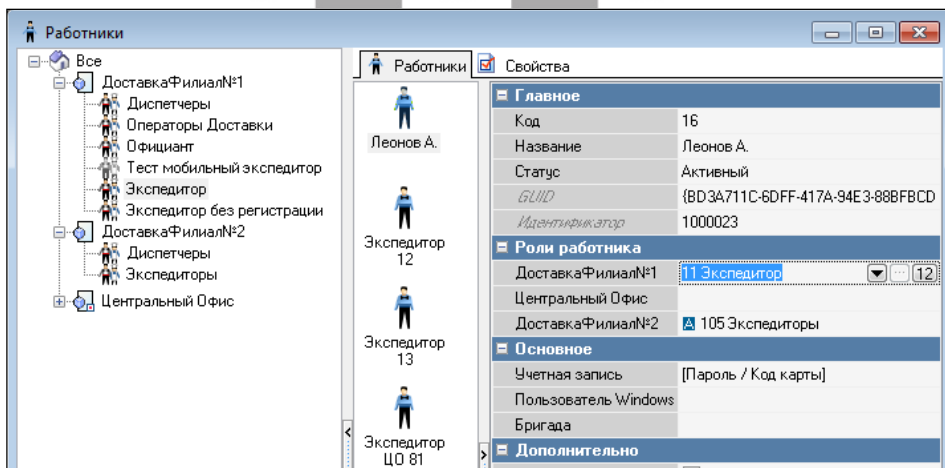 Работники
Все
ДоставкаФилиал№1
Диспетчеры
Операторы Доставки
Официант
Тест мобильный экспедитор
Экспедитор
Экспедитор без регистрации
ДоставкаФилиал№2
Диспетчеры
Экспедиторы
Центральный Офис
Работники Свойства
Леонов А.
Экспедитор
12
Экспедитор
13
Экспедитор
ЦО 81
Главное
Код 16
Название Леонов А.
Статус Активный
GUID {BD3A711C-6DFF-417A-94E3-88BFBCD
Идентификатор 1000023
Роли работника
ДоставкаФилиал№1 11 Экспедитор ... 12
Центральный Офис
ДоставкаФилиал№2 A 105 Экспедиторы
Основное
Учетная запись [Пароль / Код карты]
Пользователь Windows
Бригада
Дополнительно